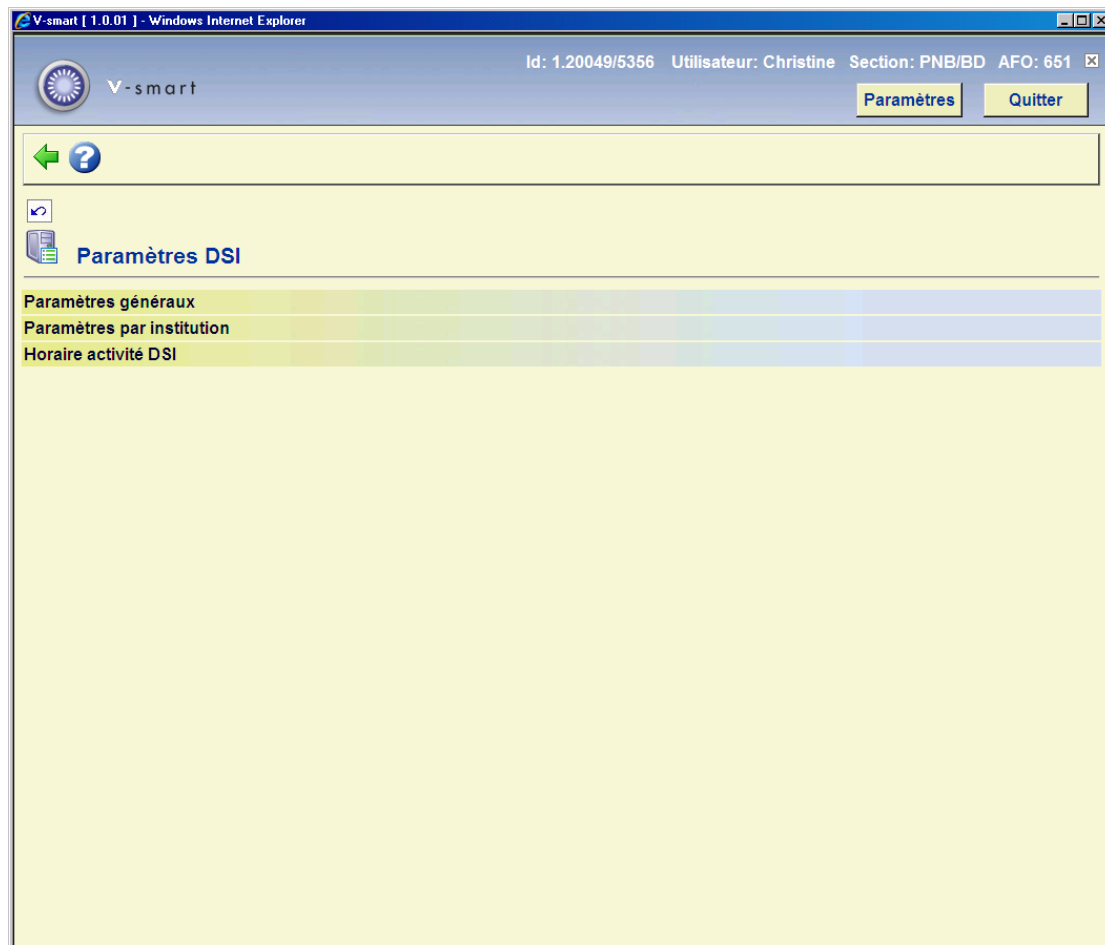 V-smart [ 1.0.01 ] - Windows Internet Explorer
Id: 1.20049/5356 Utilisateur: Christine Section: PNB/BD AFO: 651
V-smart
Paramètres Quitter
Paramètres DSI
Paramètres généraux
Paramètres par institution
Horaire activité DSI